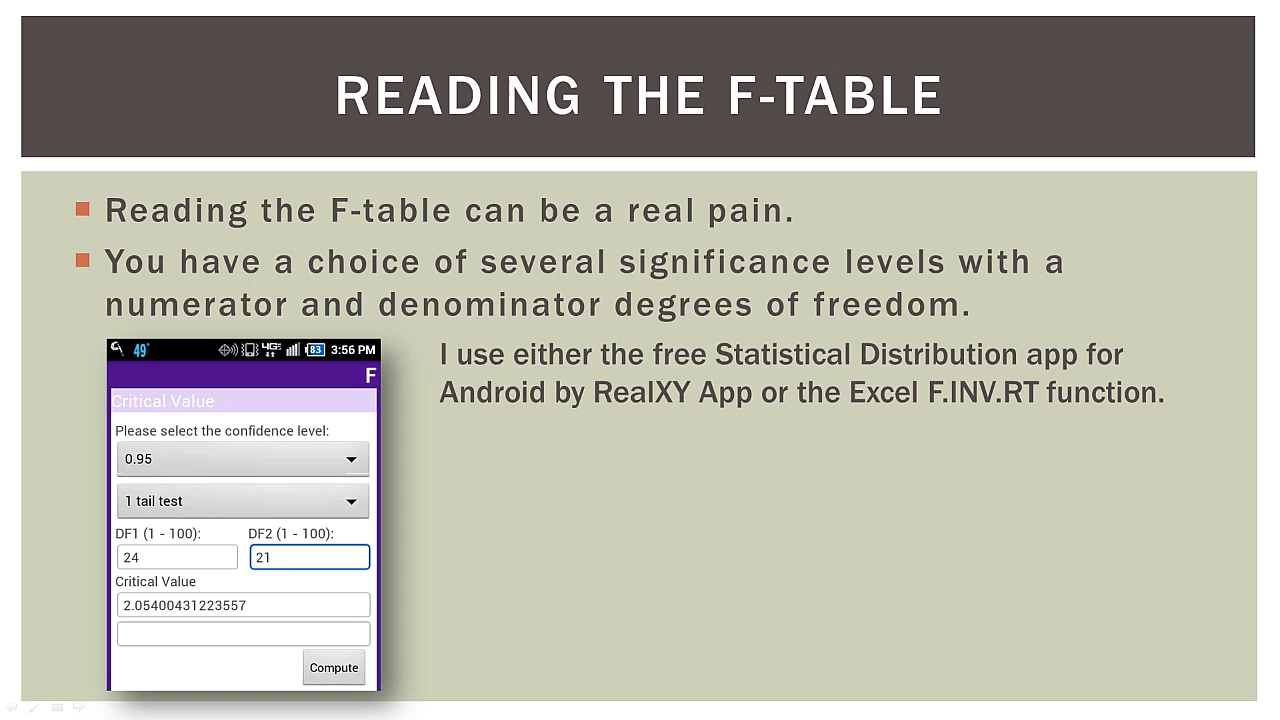 READING THE F-TABLE
Reading the F-table can be a real pain.
You have a choice of several significance levels with a
numerator and denominator degrees of freedom.
49°
4G
83
3:56 PM
F
Critical Value
Please select the confidence level:
0.95
1 tail test
DF1 (1 - 100):
DF2 (1 - 100):
24
21
Critical Value
2.05400431223557
Compute
I use either the free Statistical Distribution app for
Android by RealXY App or the Excel F.INV.RT function.